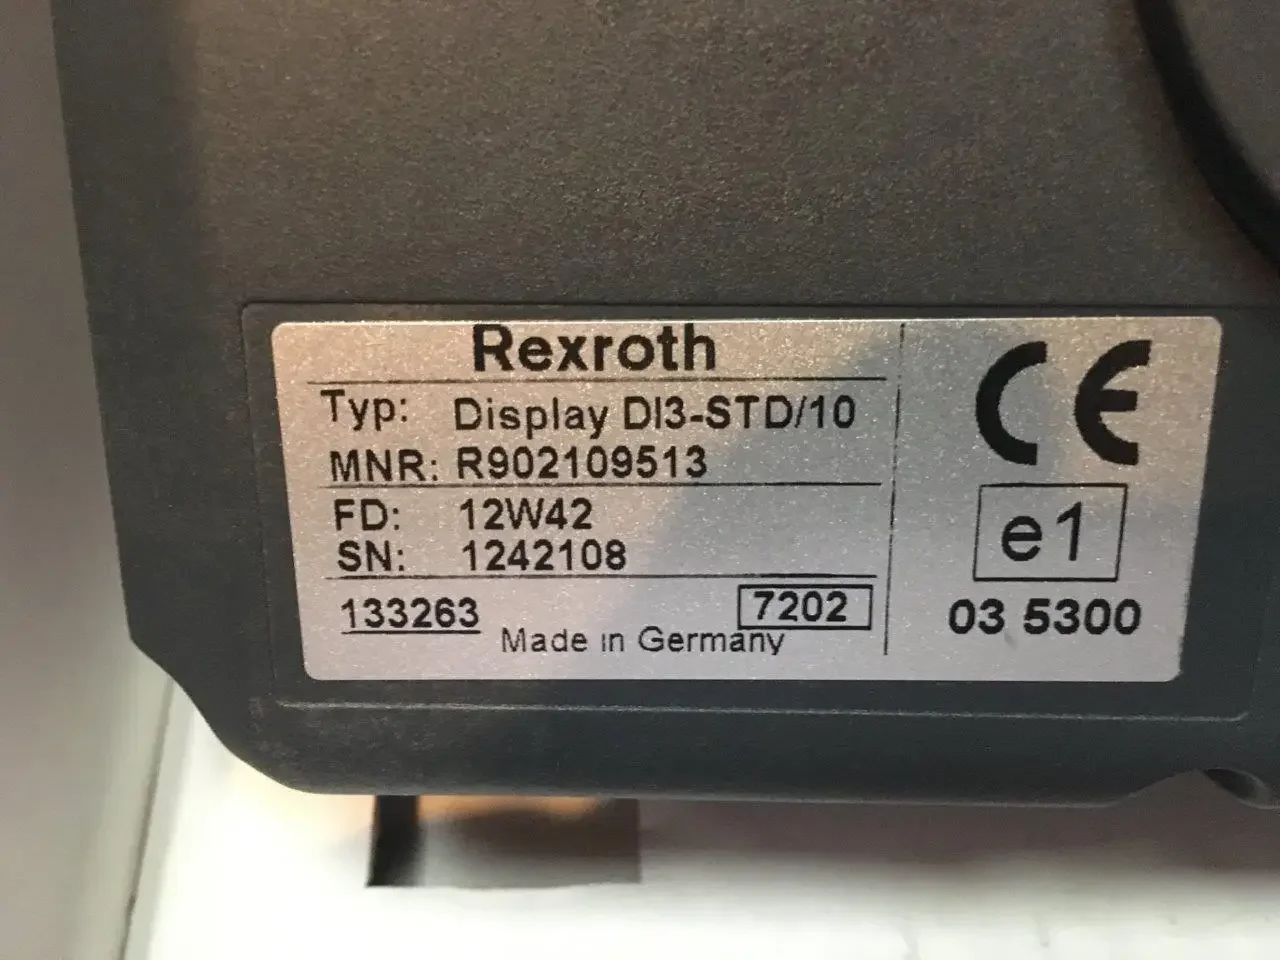 Rexroth
Typ: Display DI3-STD/10
MNR: R902109513
FD: 12W42
SN: 1242108
133263
7202
Made in Germany
CE
e1
03 5300